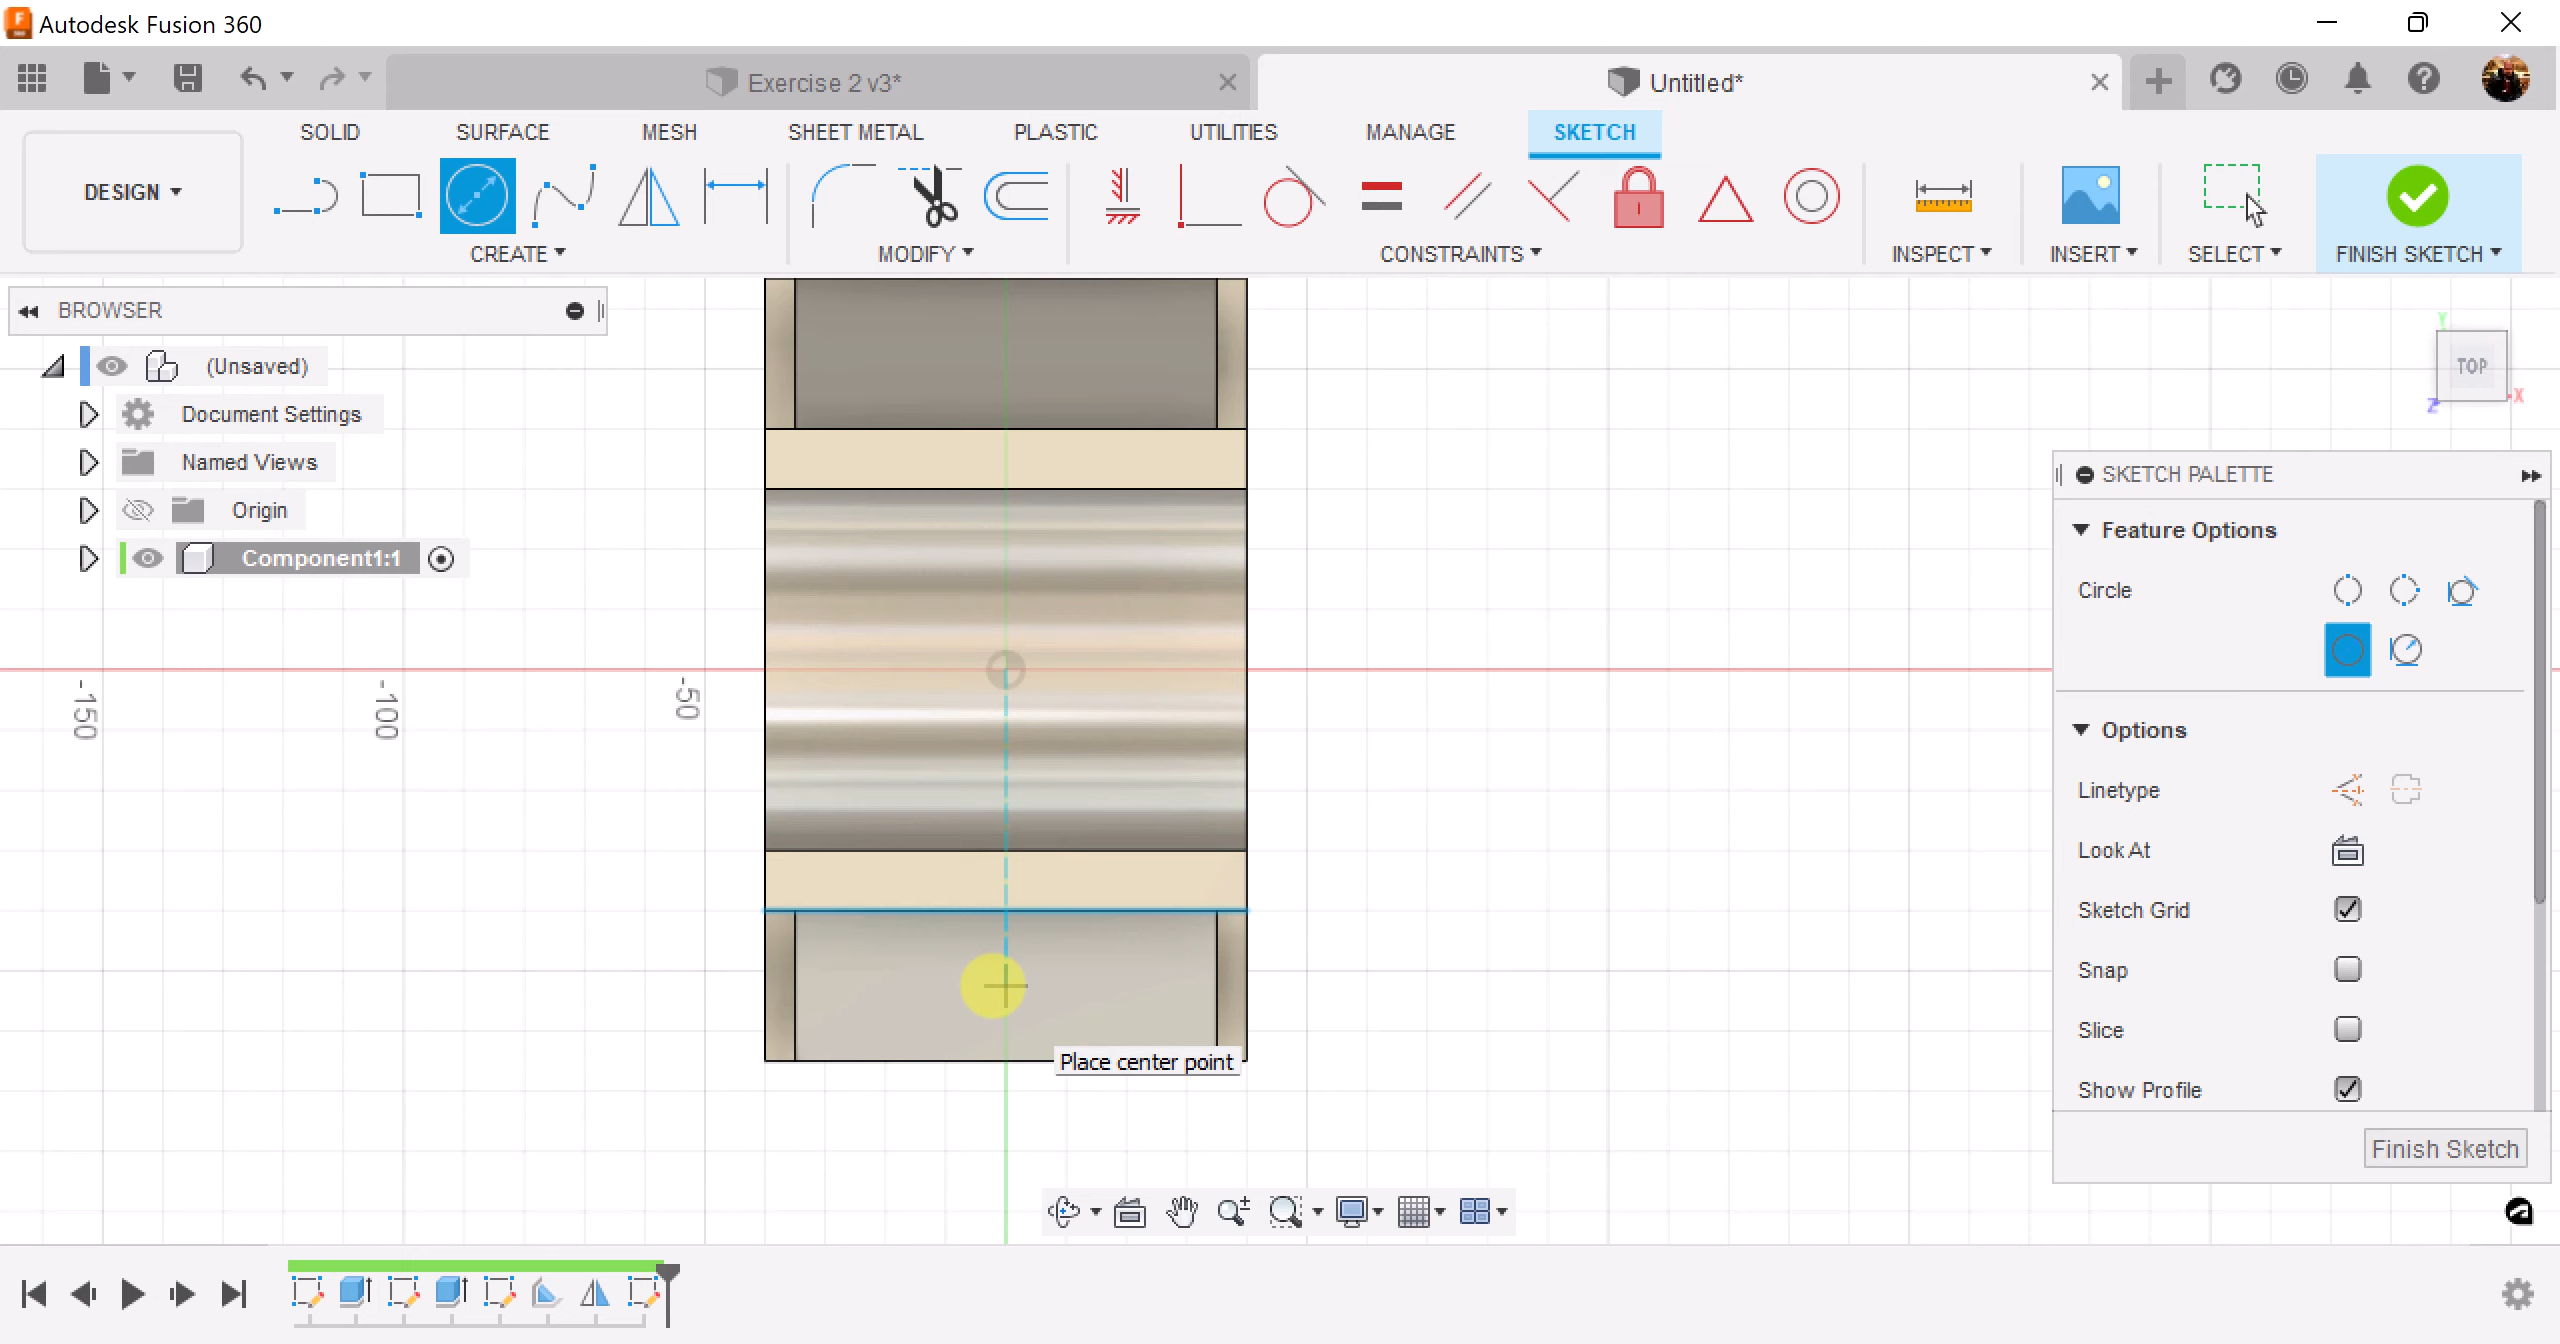 Autodesk Fusion 360
Exercise 2 v3*
Untitled*
SOLID
SURFACE
MESH
SHEET METAL
PLASTIC
UTILITIES
MANAGE
SKETCH
DESIGN
CREATE
MODIFY
CONSTRAINTS
INSPECT
INSERT
SELECT
FINISH SKETCH
BROWSER
(Unsaved)
Document Settings
Named Views
Origin
Component1:1
-150
-100
-50
Y
TOP
X
Z
SKETCH PALETTE
Feature Options
Circle
Options
Linetype
Look At
Sketch Grid
Snap
Slice
Show Profile
Finish Sketch
Place center point